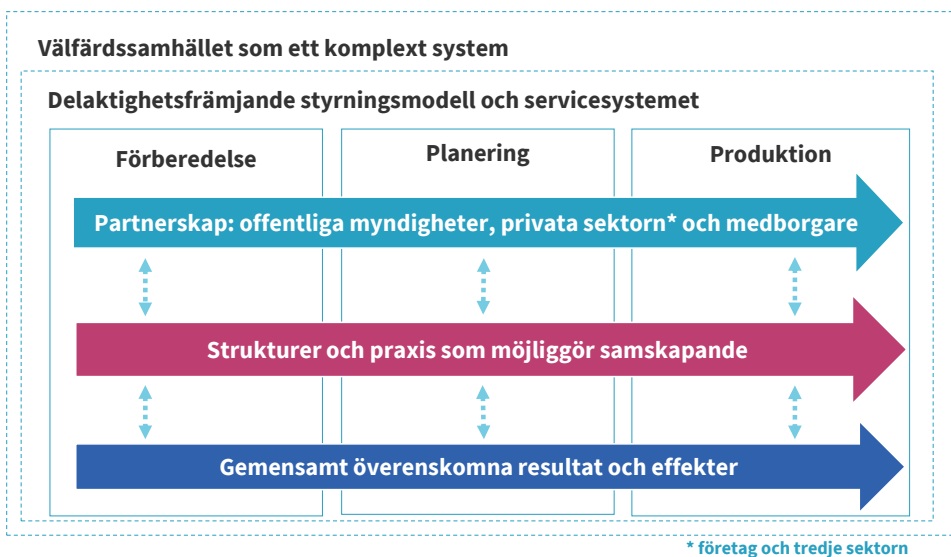 Välfärdssamhället som ett komplext system
Delaktighetsfrämjande styrningsmodell och servicesystemet
Förberedelse
Planering
Produktion
Partnerskap: offentliga myndigheter, privata sektorn* och medborgare
Strukturer och praxis som möjliggör samskapande
Gemensamt överenskomna resultat och effekter
* företag och tredje sektorn